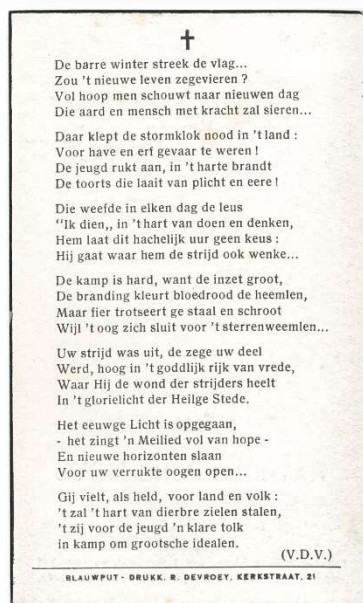 De barre winter streek de vlag...
Zou 't nieuwe leven zegevieren ?
Vol hoop men schouwt naar nieuwen dag
Die aard en mensch met kracht zal sieren...
Daar klept de stormklok nood in 't land :
Voor have en erf gevaar te weren !
De jeugd rukt aan, in 't harte brandt
De toorts die laait van plicht en eere !
Die weefde in elken dag de leus
"Ik dien,, in 't hart van doen en denken,
Hem laat dit hachelijk uur geen keus :
Hij gaat waar hem de strijd ook wenke...
De kamp is hard, want de inzet groot,
De branding kleurt bloedrood de heemlen,
Maar fier trotseert ge staal en schroot
Wijl 't oog zich sluit voor 't sterrenweemlen...
Uw strijd was uit, de zege uw deel
Werd, hoog in 't goddlijk rijk van vrede,
Waar Hij de wond der strijders heelt
In 't glorielicht der Heilge Stede.
Het eeuwge Licht is opgegaan,
- het zingt 'n Meilied vol van hope -
En nieuwe horizonten slaan
Voor uw verrukte oogen open...
Gij vielt, als held, voor land en volk :
't zal 't hart van dierbre zielen stalen,
't zij voor de jeugd 'n klare tolk
in kamp om grootsche idealen.
(V.D.V.)
BLAUWPUT - DRUKK. R. DEVROEY, KERKSTRAAT, 21